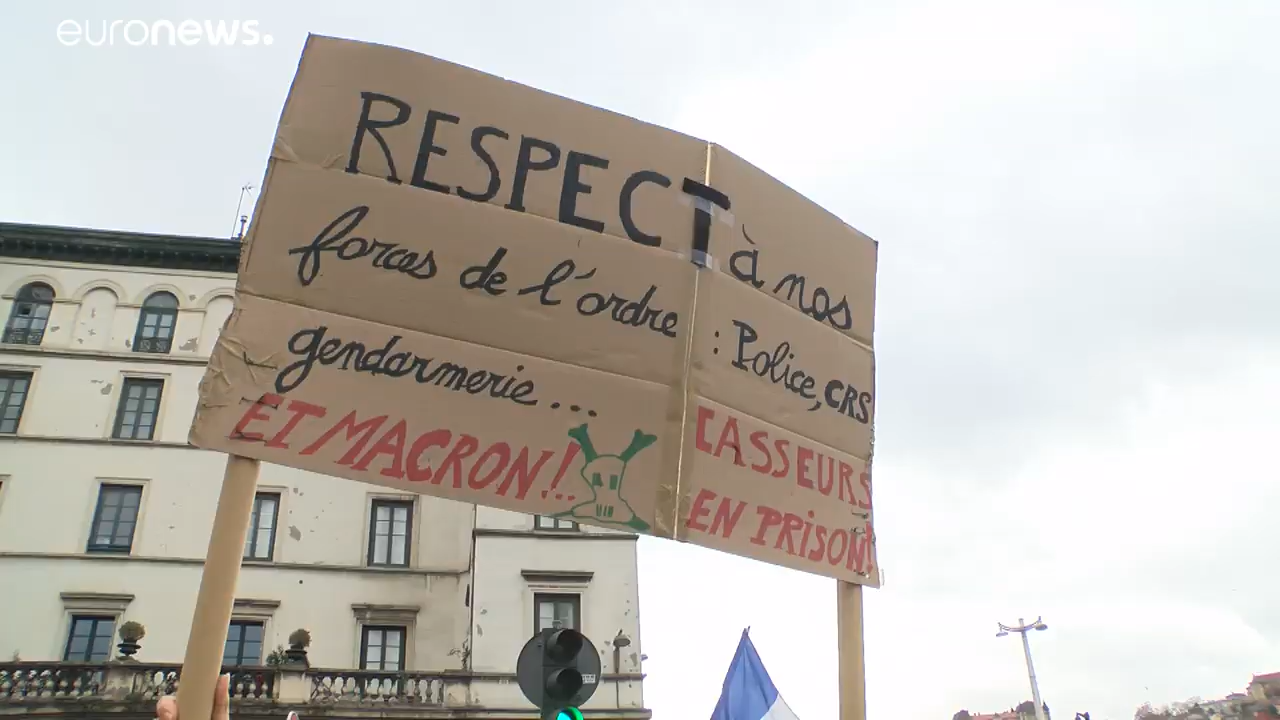 euronews.
RESPECT à nos
forces de l'ordre : Police, CRS
gendarmerie...
ET MACRON!.. CASSEURS
EN PRISON!